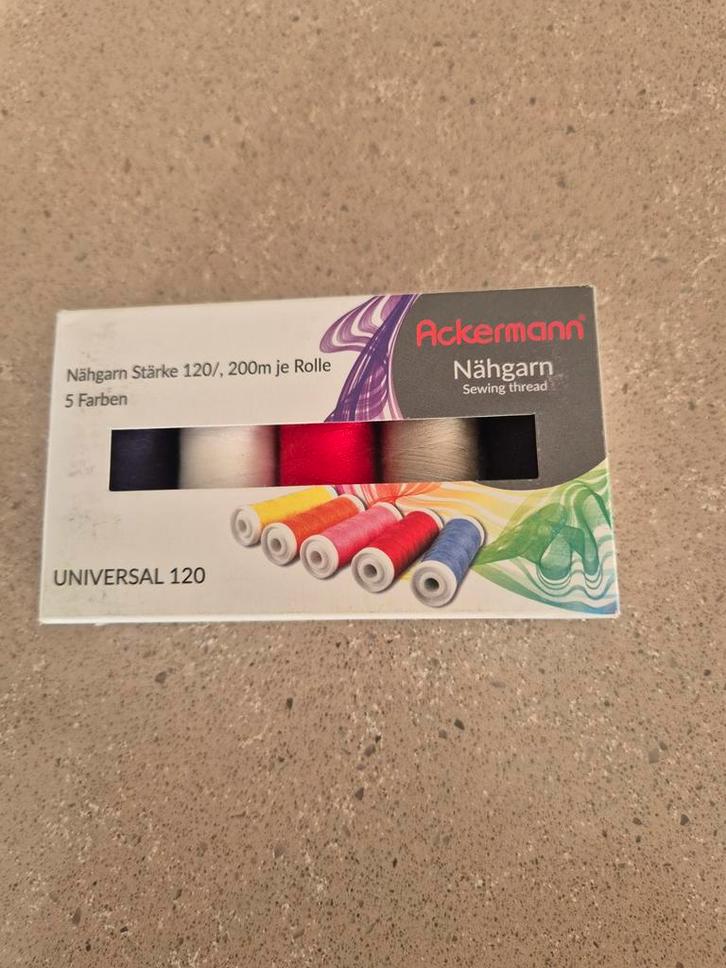 Nähgarn Stärke 120/, 200m je Rolle
5 Farben
Ackermann®
Nähgarn
Sewing thread
UNIVERSAL 120